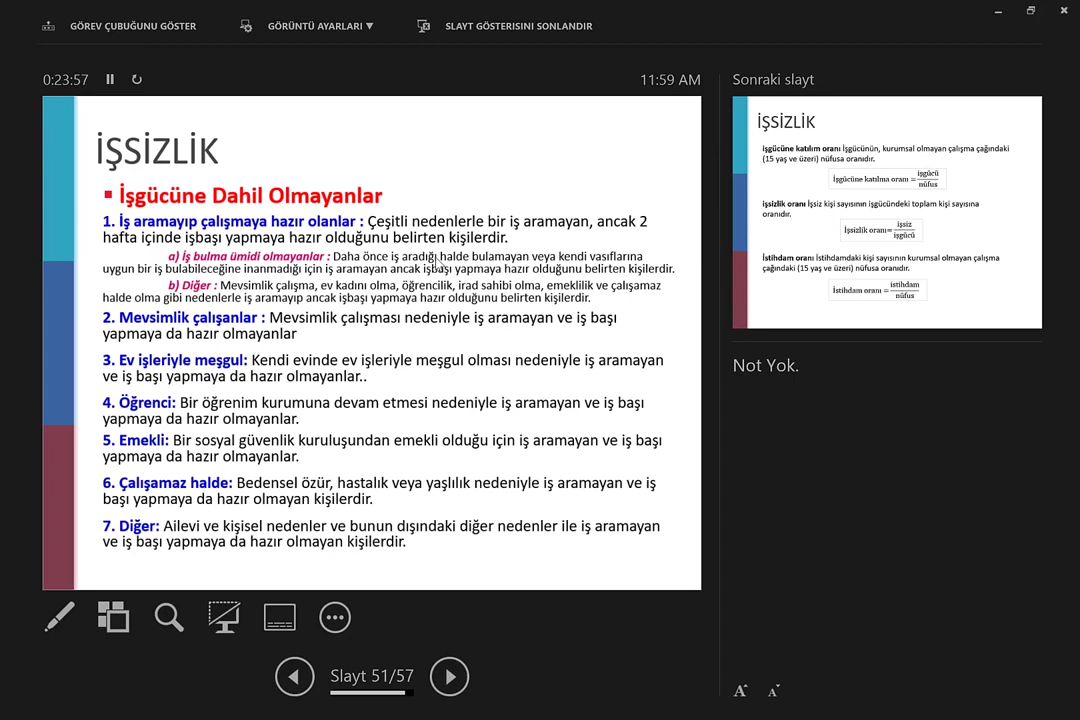 GÖREV ÇUBUĞUNU GÖSTER
GÖRÜNTÜ AYARLARI ▼
SLAYT GÖSTERISINI SONLANDIR
0:23:57
11:59 AM
İŞSİZLİK
İşgücüne Dahil Olmayanlar
1. İş aramayıp çalışmaya hazır olanlar : Çeşitli nedenlerle bir iş aramayan, ancak 2
hafta içinde işbaşı yapmaya hazır olduğunu belirten kişilerdir.
a) İş bulma ümidi olmayanlar : Daha önce iş aradığı halde bulamayan veya kendi vasıflarına
uygun bir iş bulabileceğine inanmadığı için iş aramayan ancak işbaşı yapmaya hazır olduğunu belirten kişilerdir.
b) Diğer : Mevsimlik çalışma, ev kadını olma, öğrencilik, irad sahibi olma, emeklilik ve çalışamaz
halde olma gibi nedenlerle iş aramayıp ancak işbaşı yapmaya hazır olduğunu belirten kişilerdir.
2. Mevsimlik çalışanlar : Mevsimlik çalışması nedeniyle iş aramayan ve iş başı
yapmaya da hazır olmayanlar
3. Ev işleriyle meşgul: Kendi evinde ev işleriyle meşgul olması nedeniyle iş aramayan
ve iş başı yapmaya da hazır olmayanlar..
4. Öğrenci: Bir öğrenim kurumuna devam etmesi nedeniyle iş aramayan ve iş başı
yapmaya da hazır olmayanlar.
5. Emekli: Bir sosyal güvenlik kuruluşundan emekli olduğu için iş aramayan ve iş başı
yapmaya da hazır olmayanlar.
6. Çalışamaz halde: Bedensel özür, hastalık veya yaşlılık nedeniyle iş aramayan ve iş
başı yapmaya da hazır olmayan kişilerdir.
7. Diğer: Ailevi ve kişisel nedenler ve bunun dışındaki diğer nedenler ile iş aramayan
ve iş başı yapmaya da hazır olmayan kişilerdir.
Slayt 51/57
Sonraki slayt
İŞSİZLİK
işgücüne katılım oranı İşgücünün, kurumsal olmayan çalışma çağındaki
(15 yaş ve üzeri) nüfusa oranıdır.
İşgücüne katılma oranı = işgücü
nüfus
işsizlik oranı İşsiz kişi sayısının işgücündeki toplam kişi sayısına
oranıdır.
İşsizlik oranı= işsiz
işgücü
İstihdam oranı: İstihdamdaki kişi sayısının kurumsal olmayan çalışma
çağındaki (15 yaş ve üzeri) nüfusa oranıdır.
İstihdam oranı = istihdam
nüfus
Not Yok.
A A